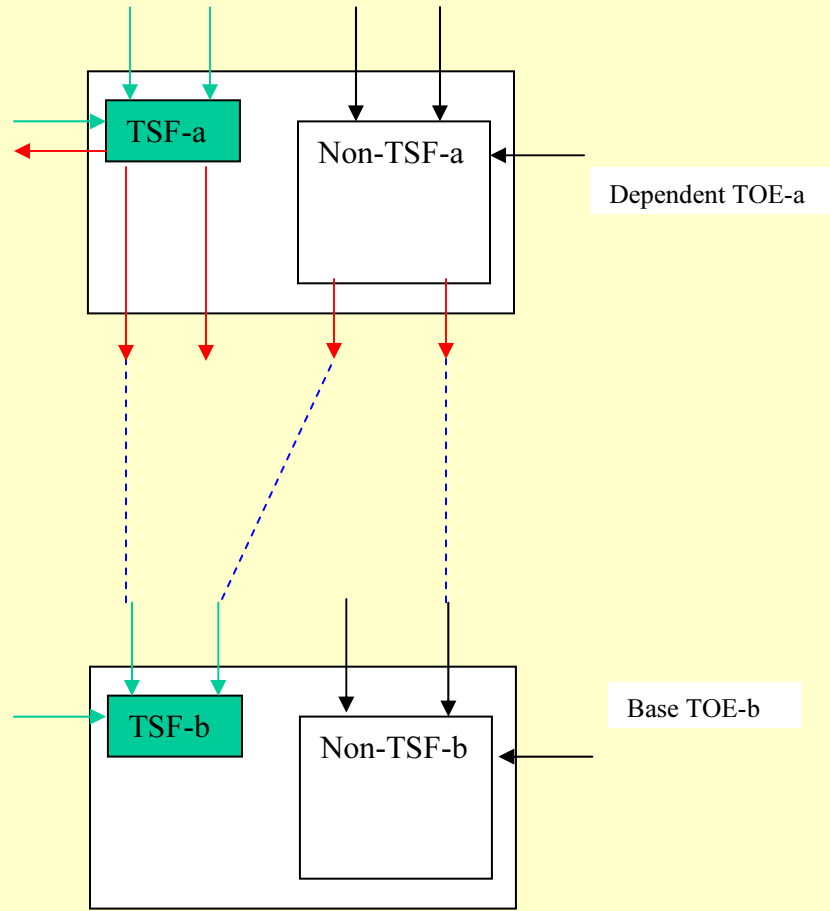 TSF-a
Non-TSF-a
Dependent TOE-a
TSF-b
Non-TSF-b
Base TOE-b